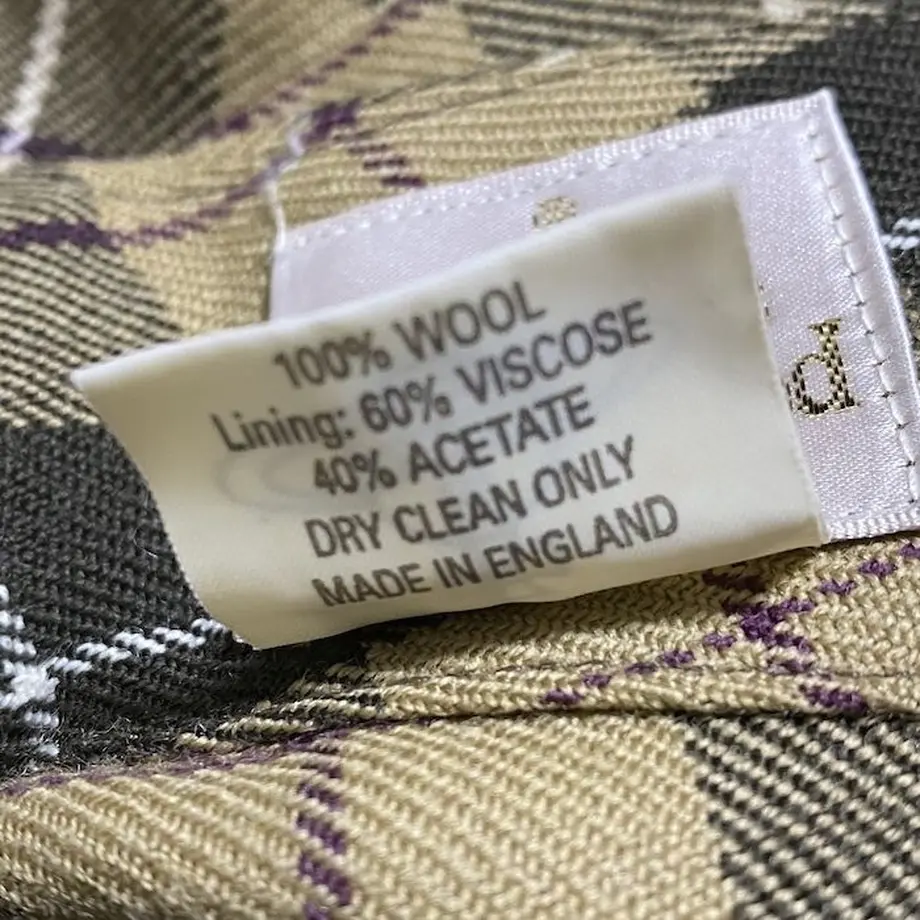 100% WOOL
Lining: 60% VISCOSE
40% ACETATE
DRY CLEAN ONLY
MADE IN ENGLAND
d